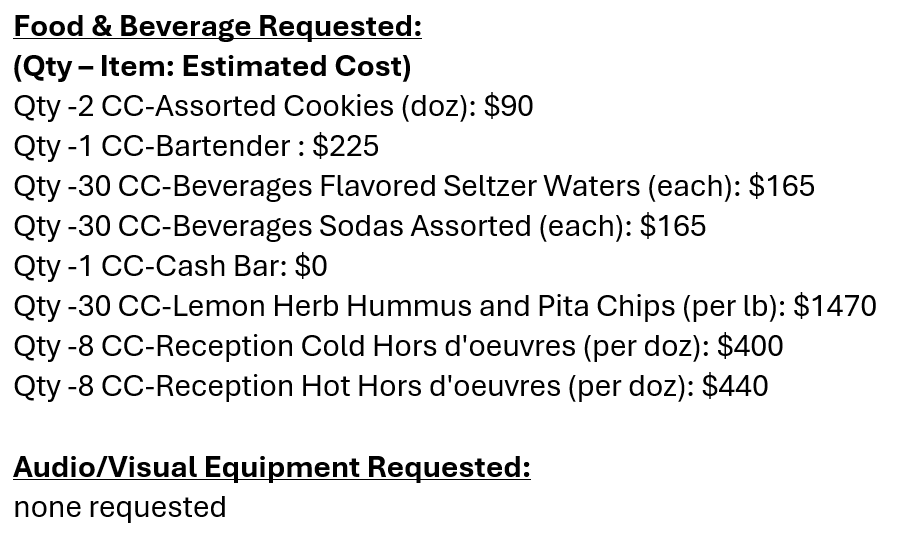 Food & Beverage Requested:
(Qty – Item: Estimated Cost)
Qty -2 CC-Assorted Cookies (doz): $90
Qty -1 CC-Bartender : $225
Qty -30 CC-Beverages Flavored Seltzer Waters (each): $165
Qty -30 CC-Beverages Sodas Assorted (each): $165
Qty -1 CC-Cash Bar: $0
Qty -30 CC-Lemon Herb Hummus and Pita Chips (per lb): $1470
Qty -8 CC-Reception Cold Hors d'oeuvres (per doz): $400
Qty -8 CC-Reception Hot Hors d'oeuvres (per doz): $440
Audio/Visual Equipment Requested:
none requested